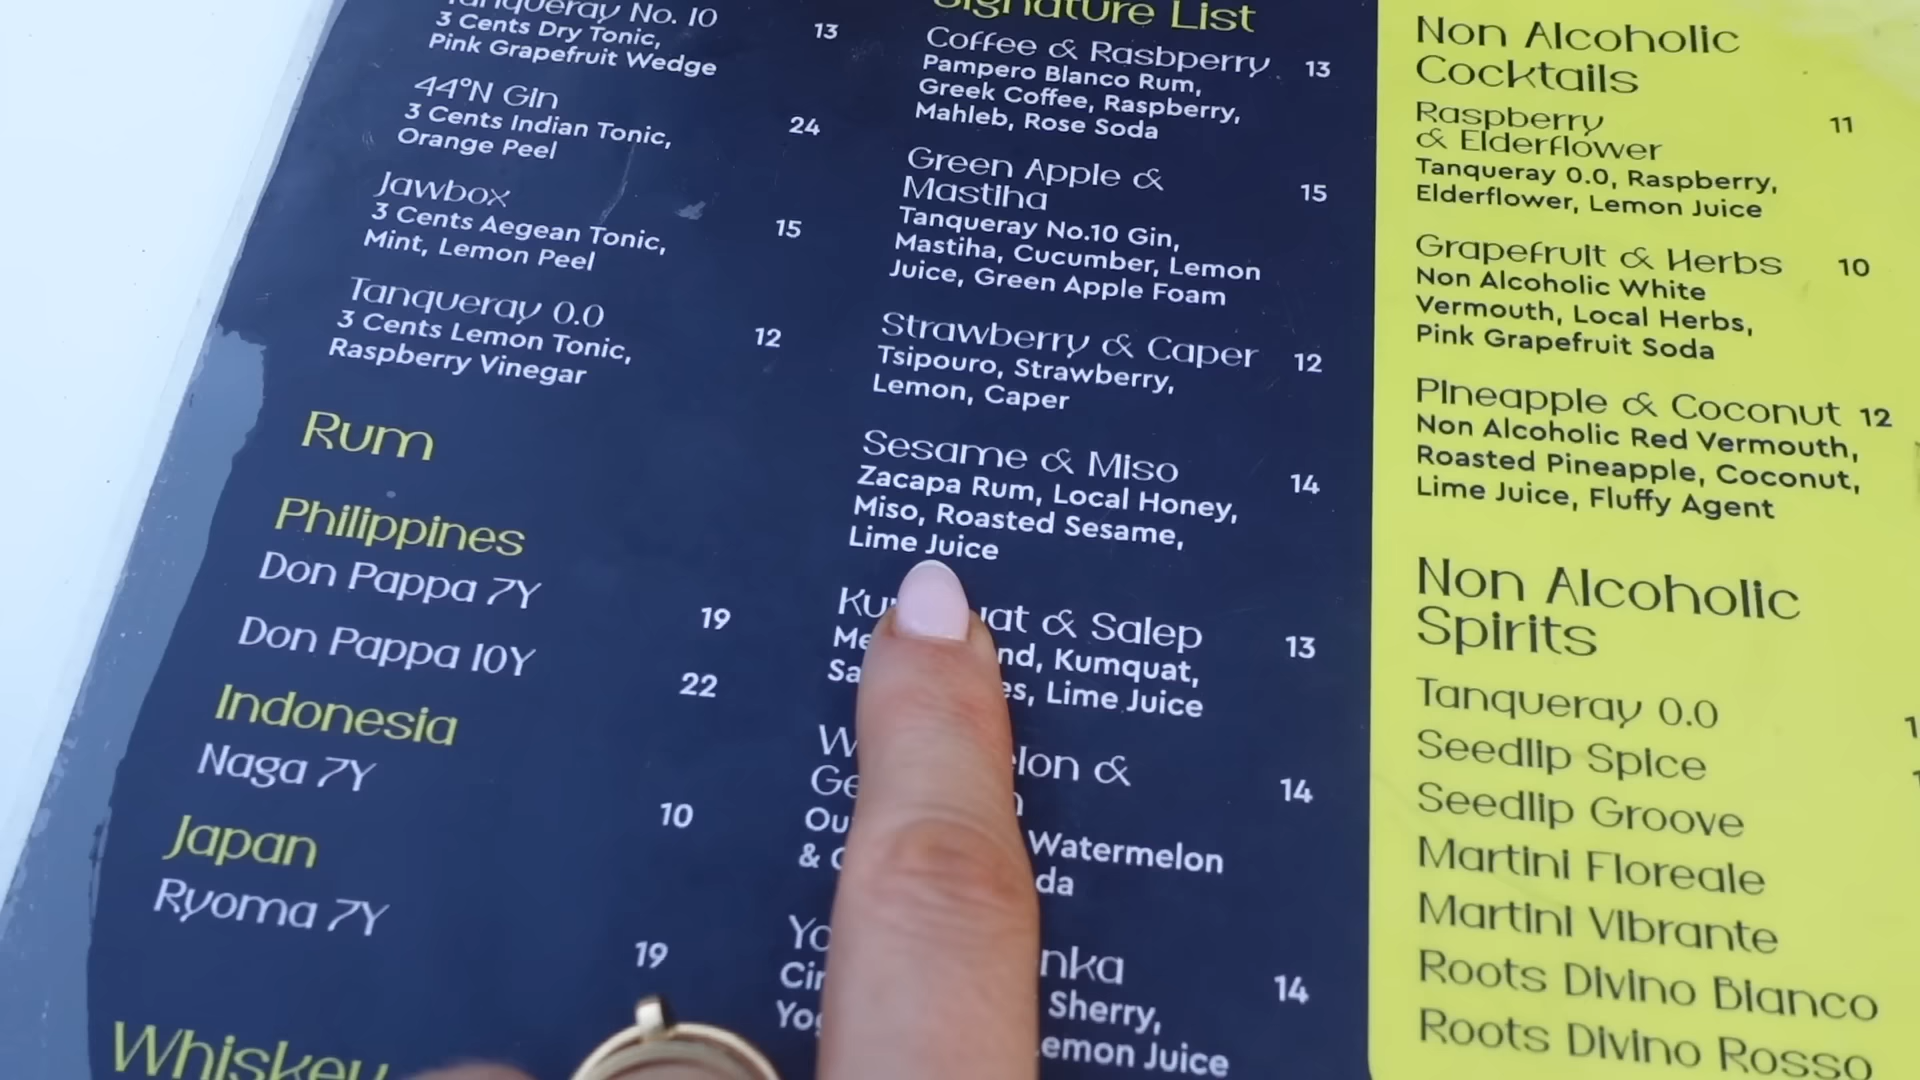 Tanqueray No. 10
3 Cents Dry Tonic, 13
Pink Grapefruit Wedge
44°N Gin
3 Cents Indian Tonic, 24
Orange Peel
Jawbox
3 Cents Aegean Tonic, 15
Mint, Lemon Peel
Tanqueray 0.0
3 Cents Lemon Tonic, 12
Raspberry Vinegar
Rum
Philippines
Don Pappa 7Y 19
Don Pappa 10Y 22
Indonesia
Naga 7Y 10
Japan
Ryoma 7Y 19
Whiskey
Signature List
Coffee & Rasbperry 13
Pampero Blanco Rum,
Greek Coffee, Raspberry,
Mahleb, Rose Soda
Green Apple &
Mastiha 15
Tanqueray No.10 Gin,
Mastiha, Cucumber, Lemon
Juice, Green Apple Foam
Strawberry & Caper 12
Tsipouro, Strawberry,
Lemon, Caper
Sesame & Miso 14
Zacapa Rum, Local Honey,
Miso, Roasted Sesame,
Lime Juice
& Salep 13
Kumquat,
Lime Juice
& 14
Watermelon
&
14
Sherry,
Lemon Juice
Non Alcoholic
Cocktails
Raspberry 11
& Elderflower
Tanqueray 0.0, Raspberry,
Elderflower, Lemon Juice
Grapefruit & Herbs 10
Non Alcoholic White
Vermouth, Local Herbs,
Pink Grapefruit Soda
Pineapple & Coconut 12
Non Alcoholic Red Vermouth,
Roasted Pineapple, Coconut,
Lime Juice, Fluffy Agent
Non Alcoholic
Spirits
Tanqueray 0.0
Seedlip Spice
Seedlip Groove
Martini Floreale
Martini Vibrante
Roots Divino Bianco
Roots Divino Rosso